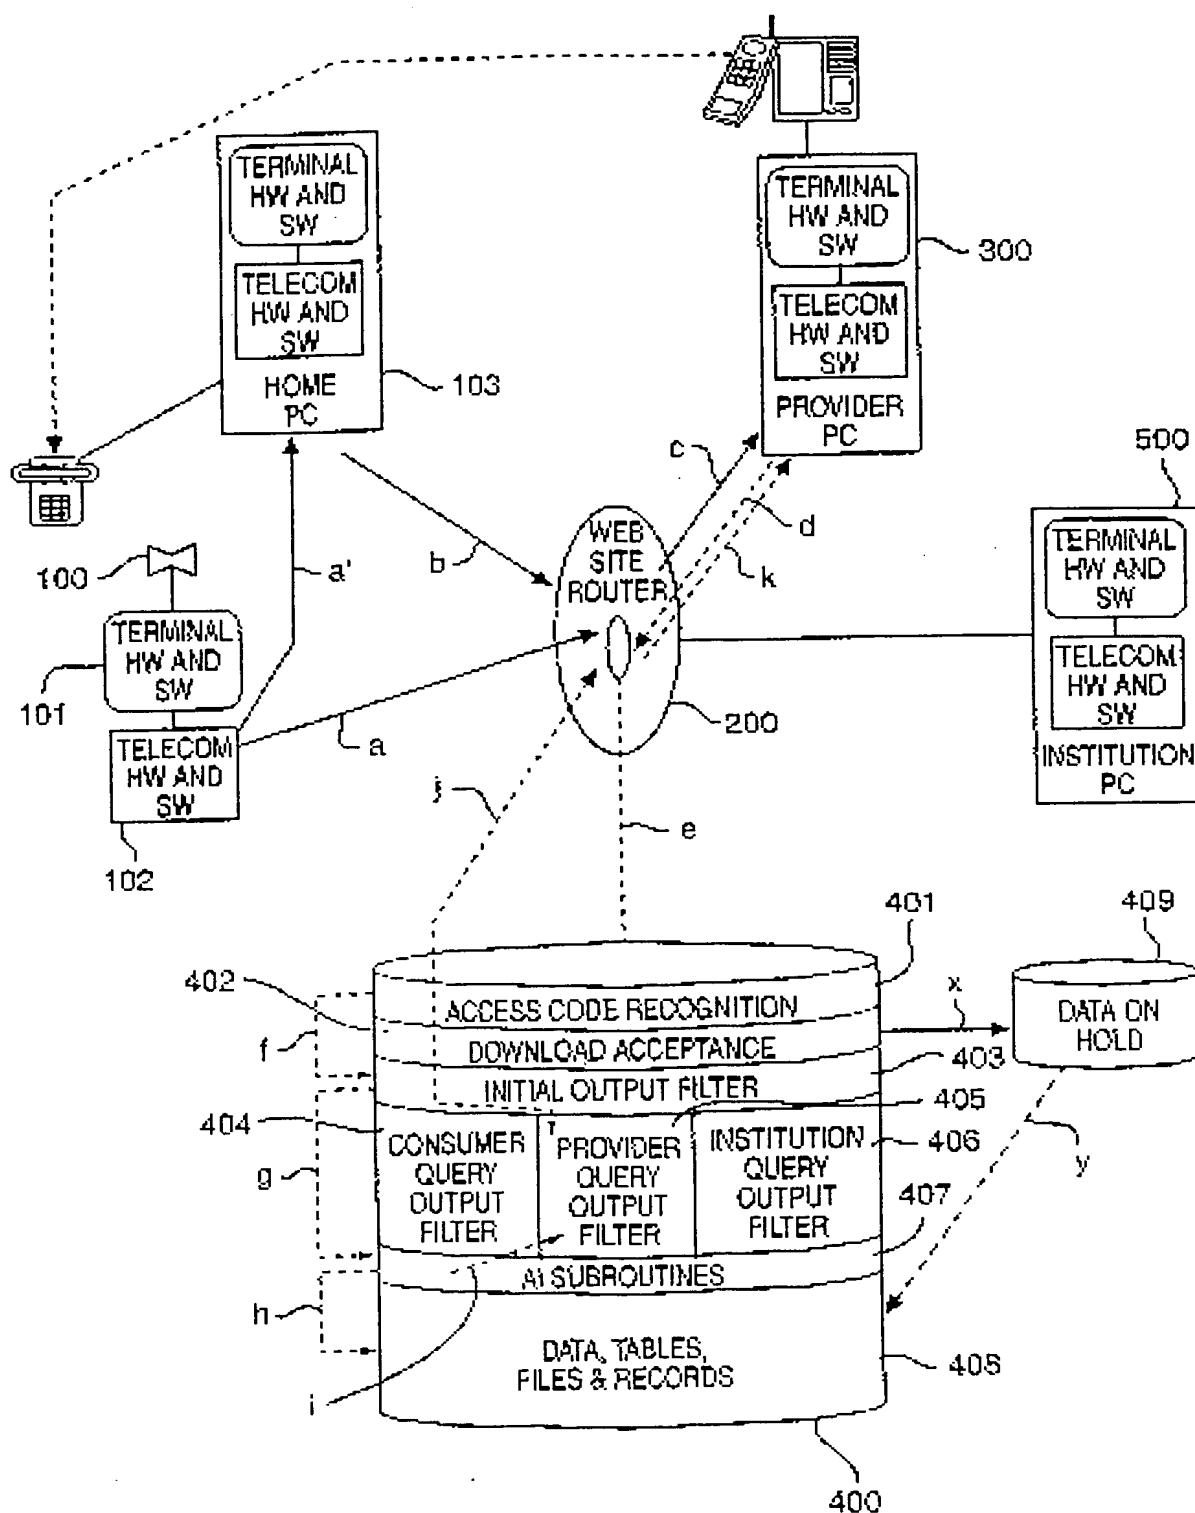 TERMINAL
HW AND
SW
TELECOM
HW AND
SW
HOME
PC
103
TERMINAL
HW AND
SW
TELECOM
HW AND
SW
PROVIDER
PC
300
500
TERMINAL
HW AND
SW
TELECOM
HW AND
SW
INSTITUTION
PC
100
TERMINAL
HW AND
SW
101
TELECOM
HW AND
SW
102
a'
b
a
c
d
k
WEB
SITE
ROUTER
200
j
e
401
409
402
ACCESS CODE RECOGNITION
x
DATA ON
HOLD
f
DOWNLOAD ACCEPTANCE
403
INITIAL OUTPUT FILTER
404
405
CONSUMER
QUERY
OUTPUT
FILTER
PROVIDER
QUERY
OUTPUT
FILTER
INSTITUTION
QUERY
OUTPUT
FILTER
406
y
g
407
AI SUBROUTINES
h
DATA, TABLES,
FILES & RECORDS
408
i
400